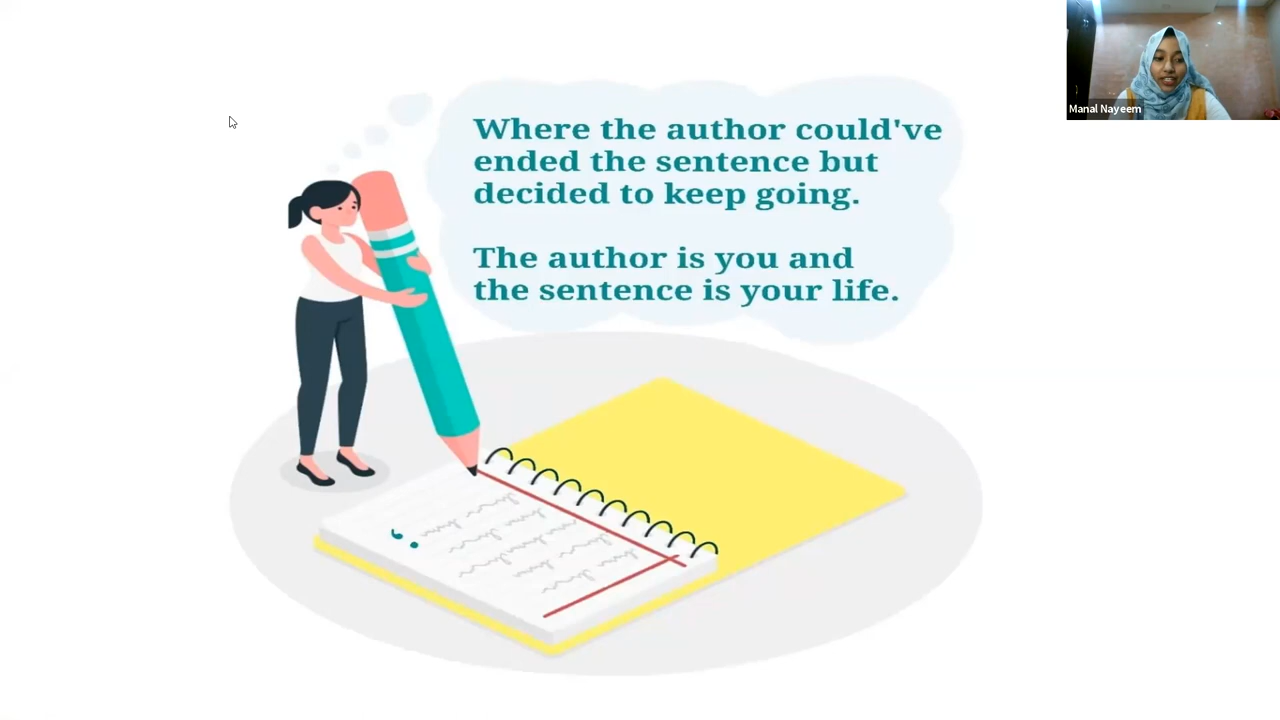 Where the author could've
ended the sentence but
decided to keep going.
The author is you and
the sentence is your life.
Manal Nayeem